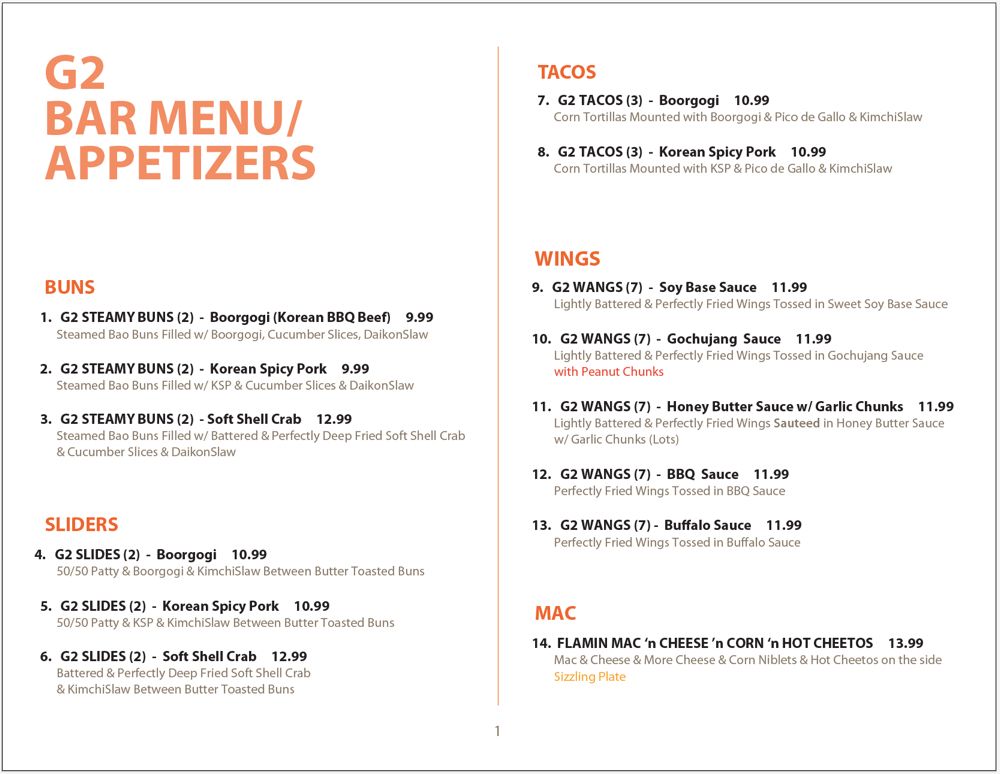 G2
BAR MENU/
APPETIZERS
BUNS
1. G2 STEAMY BUNS (2) - Boorgogi (Korean BBQ Beef) 9.99
Steamed Bao Buns Filled w/ Boorgogi, Cucumber Slices, DaikonSlaw
2. G2 STEAMY BUNS (2) - Korean Spicy Pork 9.99
Steamed Bao Buns Filled w/ KSP & Cucumber Slices & DaikonSlaw
3. G2 STEAMY BUNS (2) - Soft Shell Crab 12.99
Steamed Bao Buns Filled w/ Battered & Perfectly Deep Fried Soft Shell Crab
& Cucumber Slices & DaikonSlaw
SLIDERS
4. G2 SLIDES (2) - Boorgogi 10.99
50/50 Patty & Boorgogi & KimchiSlaw Between Butter Toasted Buns
5. G2 SLIDES (2) - Korean Spicy Pork 10.99
50/50 Patty & KSP & KimchiSlaw Between Butter Toasted Buns
6. G2 SLIDES (2) - Soft Shell Crab 12.99
Battered & Perfectly Deep Fried Soft Shell Crab
& KimchiSlaw Between Butter Toasted Buns
TACOS
7. G2 TACOS (3) - Boorgogi 10.99
Corn Tortillas Mounted with Boorgogi & Pico de Gallo & KimchiSlaw
8. G2 TACOS (3) - Korean Spicy Pork 10.99
Corn Tortillas Mounted with KSP & Pico de Gallo & KimchiSlaw
WINGS
9. G2 WANGS (7) - Soy Base Sauce 11.99
Lightly Battered & Perfectly Fried Wings Tossed in Sweet Soy Base Sauce
10. G2 WANGS (7) - Gochujang Sauce 11.99
Lightly Battered & Perfectly Fried Wings Tossed in Gochujang Sauce
with Peanut Chunks
11. G2 WANGS (7) - Honey Butter Sauce w/ Garlic Chunks 11.99
Lightly Battered & Perfectly Fried Wings Sauteed in Honey Butter Sauce
w/ Garlic Chunks (Lots)
12. G2 WANGS (7) - BBQ Sauce 11.99
Perfectly Fried Wings Tossed in BBQ Sauce
13. G2 WANGS (7) - Buffalo Sauce 11.99
Perfectly Fried Wings Tossed in Buffalo Sauce
MAC
14. FLAMIN MAC ‘n CHEESE ’n CORN ‘n HOT CHEETOS 13.99
Mac & Cheese & More Cheese & Corn Niblets & Hot Cheetos on the side
Sizzling Plate
1